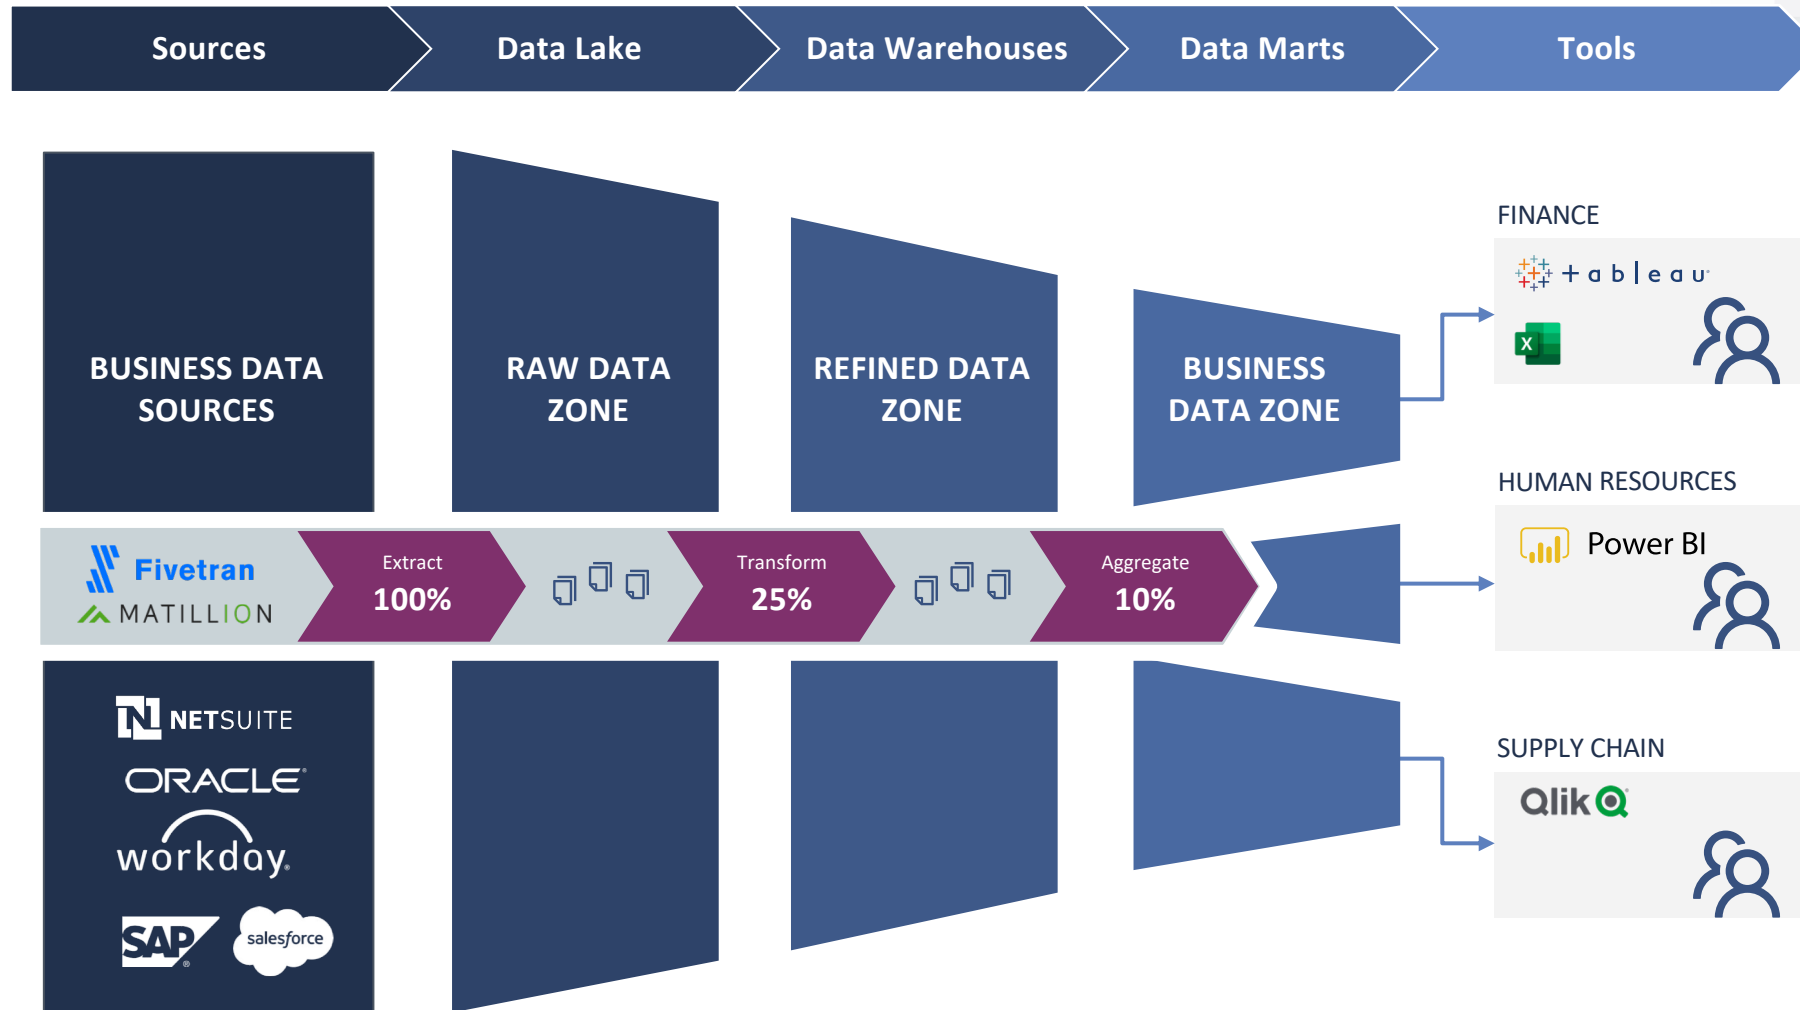 Sources
Data Lake
Data Warehouses
Data Marts
Tools
BUSINESS DATA
SOURCES
RAW DATA
ZONE
REFINED DATA
ZONE
BUSINESS
DATA ZONE
FINANCE
+ableau
X
HUMAN RESOURCES
Power BI
SUPPLY CHAIN
Qlik
Fivetran
MATILLION
Extract
100%
Transform
25%
Aggregate
10%
N NETSUITE
ORACLE
workday.
SAP
salesforce